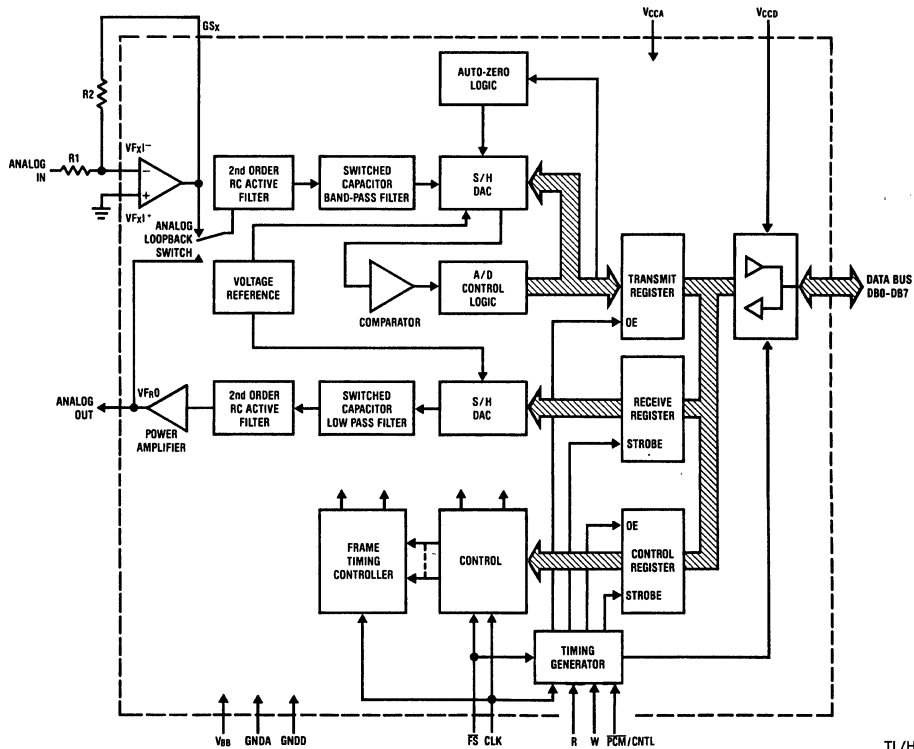 GSX
VCCA
VCCD
AUTO-ZERO
LOGIC
R2
R1
ANALOG
IN
VFXI−
−
+
VFXI+
2nd ORDER
RC ACTIVE
FILTER
SWITCHED
CAPACITOR
BAND-PASS FILTER
S/H
DAC
ANALOG
LOOPBACK
SWITCH
VOLTAGE
REFERENCE
COMPARATOR
A/D
CONTROL
LOGIC
TRANSMIT
REGISTER
OE
DATA BUS
DB0–DB7
ANALOG
OUT
VFRO
POWER
AMPLIFIER
2nd ORDER
RC ACTIVE
FILTER
SWITCHED
CAPACITOR
LOW PASS FILTER
S/H
DAC
RECEIVE
REGISTER
STROBE
FRAME
TIMING
CONTROLLER
CONTROL
OE
CONTROL
REGISTER
STROBE
TIMING
GENERATOR
VBB
GNDA
GNDD
F̅S̅
CLK
R
W
P̅C̅M̅/CNTL
TL/H